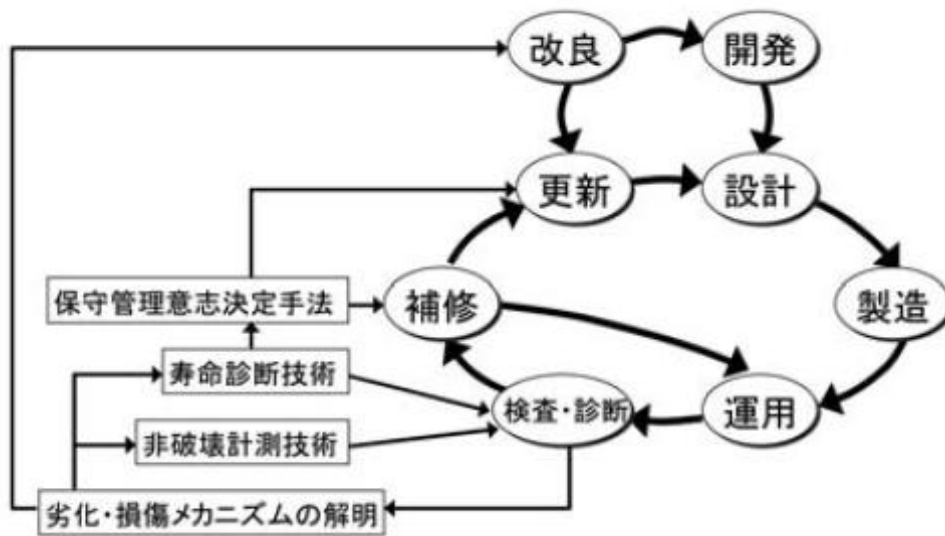 改良
開発
更新
設計
保守管理意志決定手法
補修
製造
寿命診断技術
検査・診断
運用
非破壊計測技術
劣化・損傷メカニズムの解明